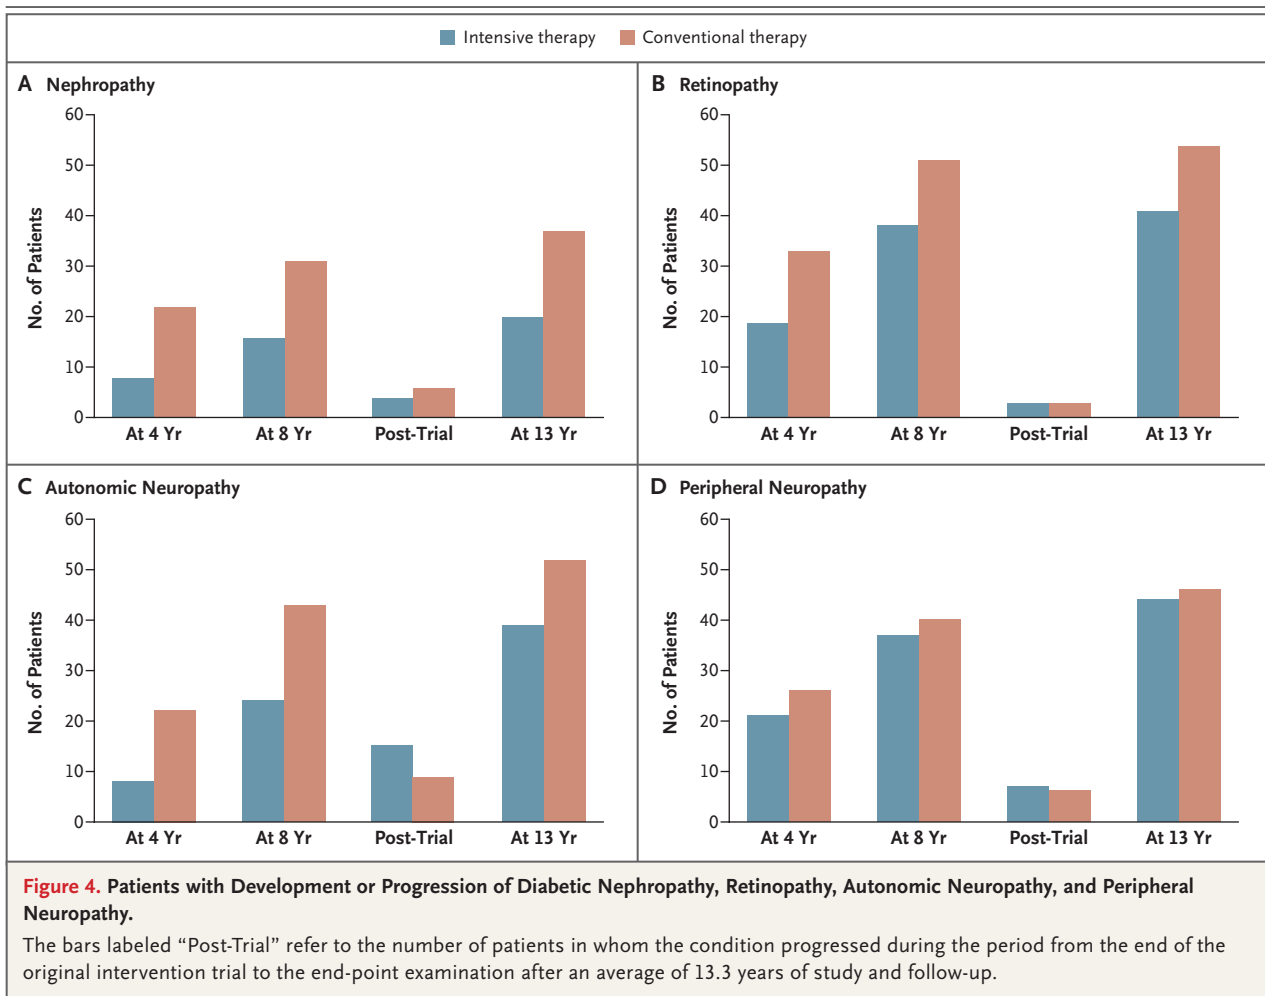 Intensive therapy Conventional therapy
A Nephropathy
60
50
40
30
20
10
0
No. of Patients
At 4 Yr At 8 Yr Post-Trial At 13 Yr
B Retinopathy
60
50
40
30
20
10
0
No. of Patients
At 4 Yr At 8 Yr Post-Trial At 13 Yr
C Autonomic Neuropathy
60
50
40
30
20
10
0
No. of Patients
At 4 Yr At 8 Yr Post-Trial At 13 Yr
D Peripheral Neuropathy
60
50
40
30
20
10
0
No. of Patients
At 4 Yr At 8 Yr Post-Trial At 13 Yr
Figure 4. Patients with Development or Progression of Diabetic Nephropathy, Retinopathy, Autonomic Neuropathy, and Peripheral
Neuropathy.
The bars labeled “Post-Trial” refer to the number of patients in whom the condition progressed during the period from the end of the
original intervention trial to the end-point examination after an average of 13.3 years of study and follow-up.